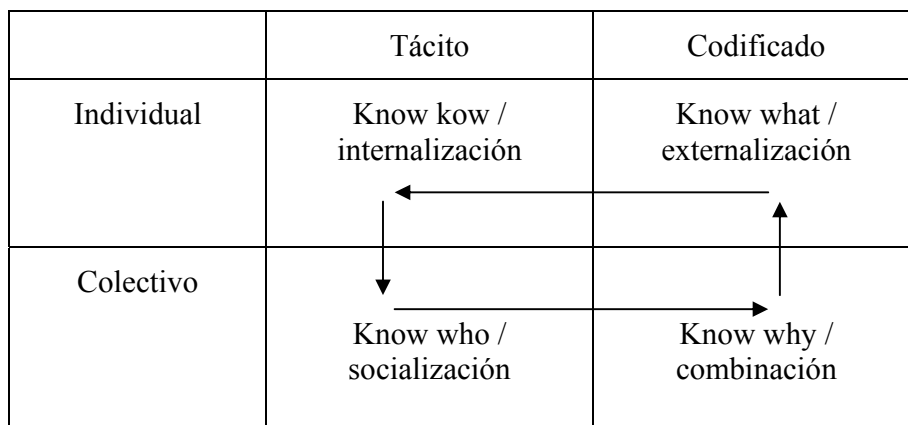 Tácito
Codificado
Individual
Know kow /
internalización
Know what /
externalización
Colectivo
Know who /
socialización
Know why /
combinación